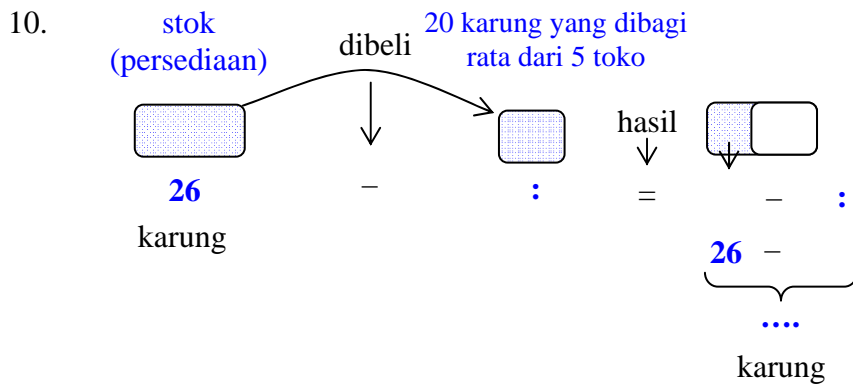 10.
stok
(persediaan)
dibeli
20 karung yang dibagi
rata dari 5 toko
hasil
26 – : = – :
karung
26 –
....
karung